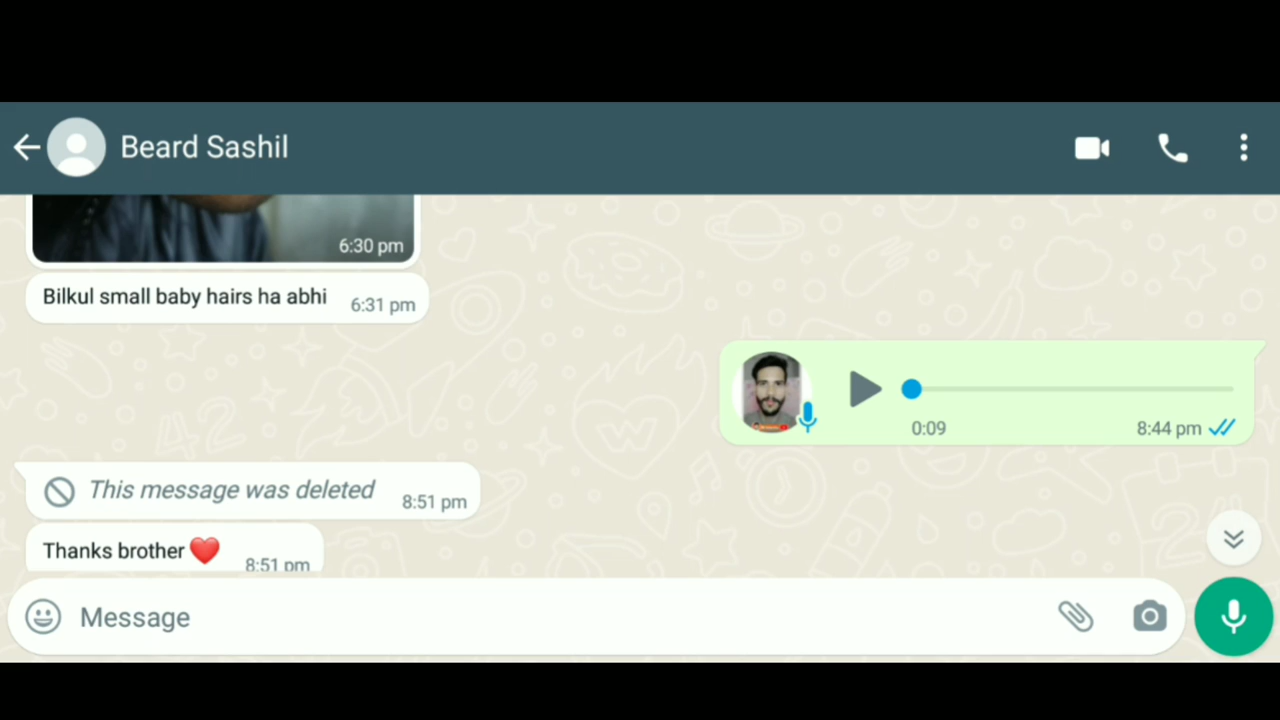 Beard Sashil
6:30 pm
Bilkul small baby hairs ha abhi 6:31 pm
0:09 8:44 pm
This message was deleted 8:51 pm
Thanks brother ❤️ 8:51 pm
Message